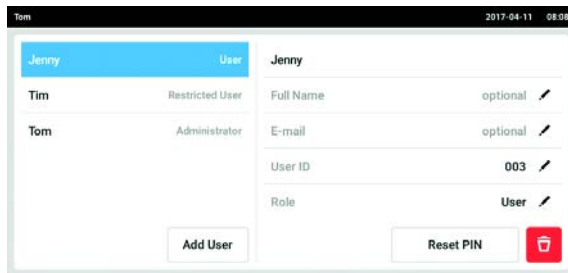 Tom 2017-04-11 08:08
Jenny User
Tim Restricted User
Tom Administrator
Add User
Jenny
Full Name optional
E-mail optional
User ID 003
Role User
Reset PIN